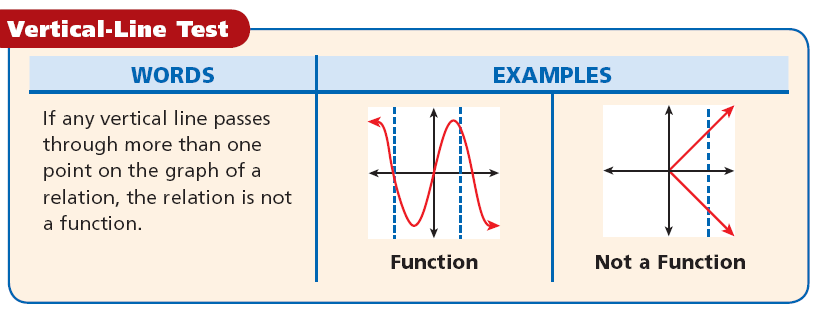 Vertical-Line Test
WORDS
EXAMPLES
If any vertical line passes
through more than one
point on the graph of a
relation, the relation is not
a function.
Function
Not a Function